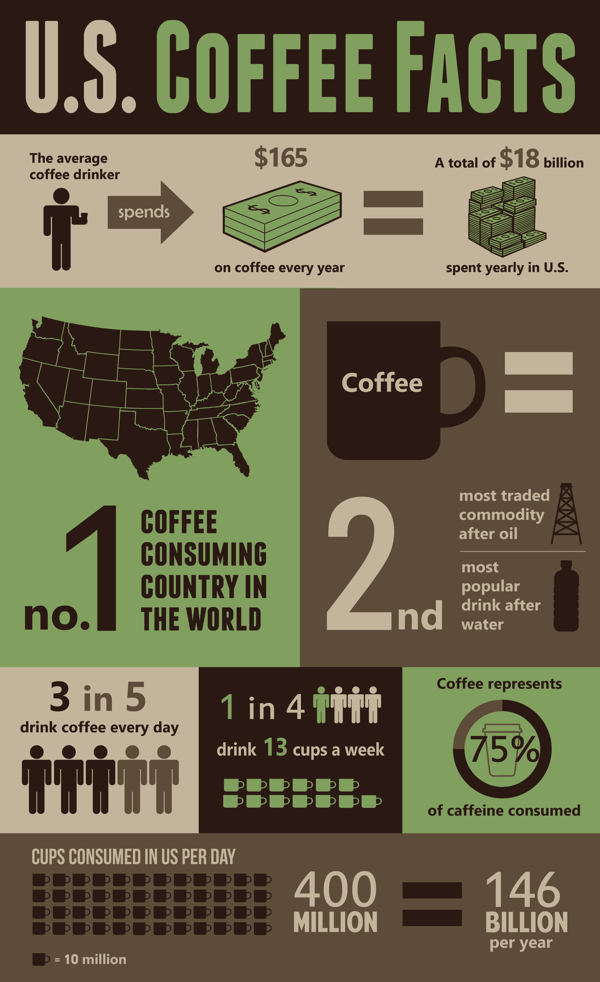 U.S. COFFEE FACTS
The average
coffee drinker
spends
$165
on coffee every year
A total of $18 billion
spent yearly in U.S.
no.1
COFFEE
CONSUMING
COUNTRY IN
THE WORLD
Coffee
2nd
most traded
commodity
after oil
most
popular
drink after
water
3 in 5
drink coffee every day
1 in 4
drink 13 cups a week
Coffee represents
75%
of caffeine consumed
CUPS CONSUMED IN US PER DAY
= 10 million
400
MILLION
146
BILLION
per year